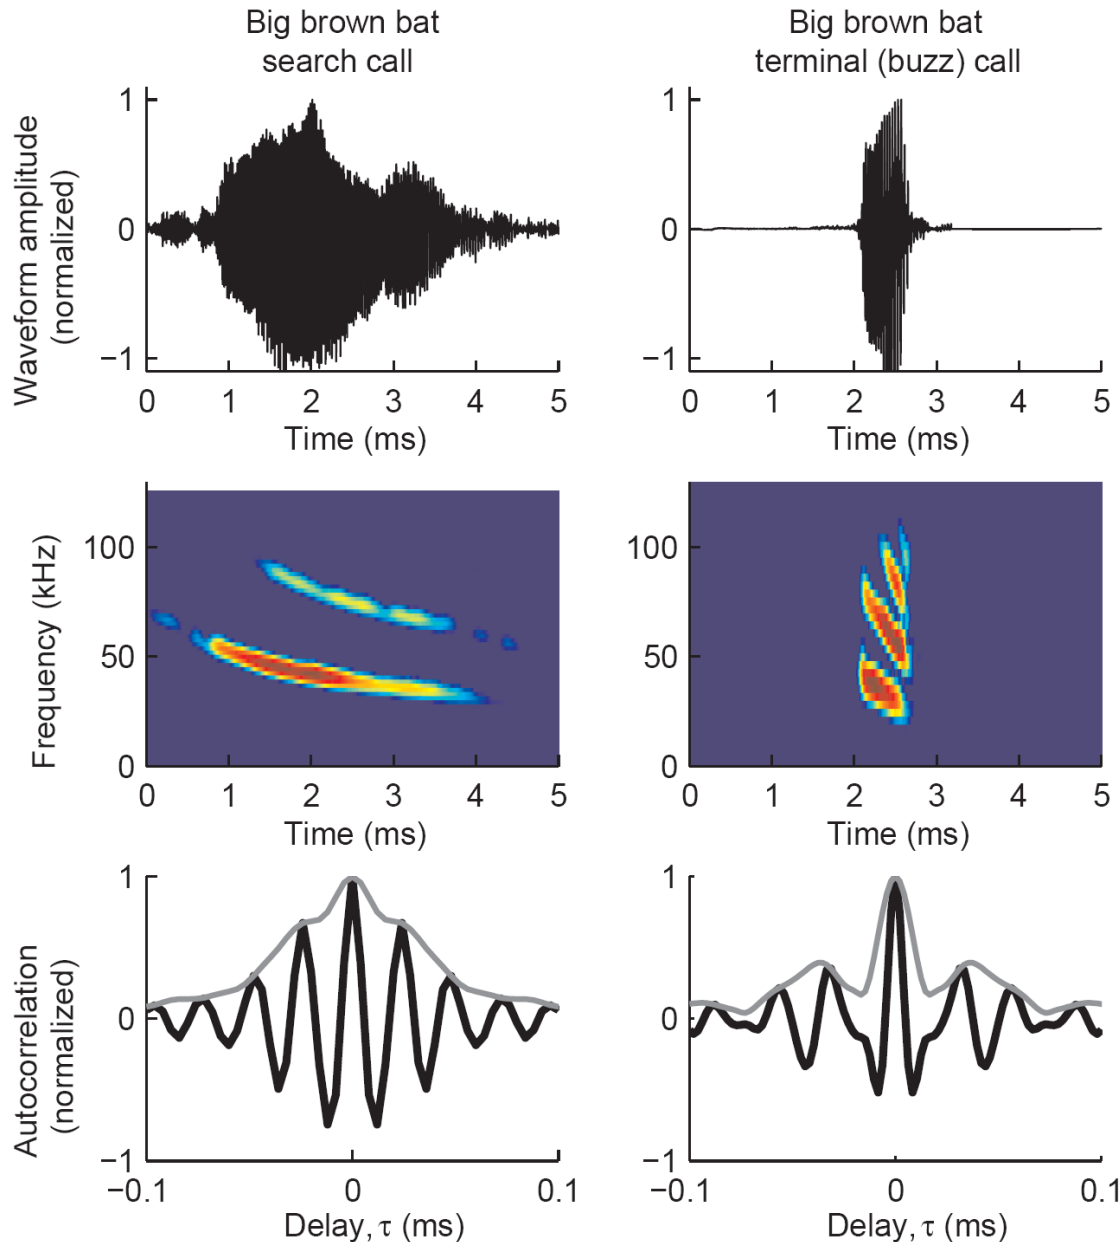 Big brown bat
search call
Big brown bat
terminal (buzz) call
Waveform amplitude
(normalized)
1
0
−1
0 1 2 3 4 5
Time (ms)
1
0
−1
0 1 2 3 4 5
Time (ms)
Frequency (kHz)
100
50
0
0 1 2 3 4 5
Time (ms)
100
50
0
0 1 2 3 4 5
Time (ms)
Autocorrelation
(normalized)
1
0
−1
−0.1 0 0.1
Delay, τ (ms)
1
0
−1
−0.1 0 0.1
Delay, τ (ms)